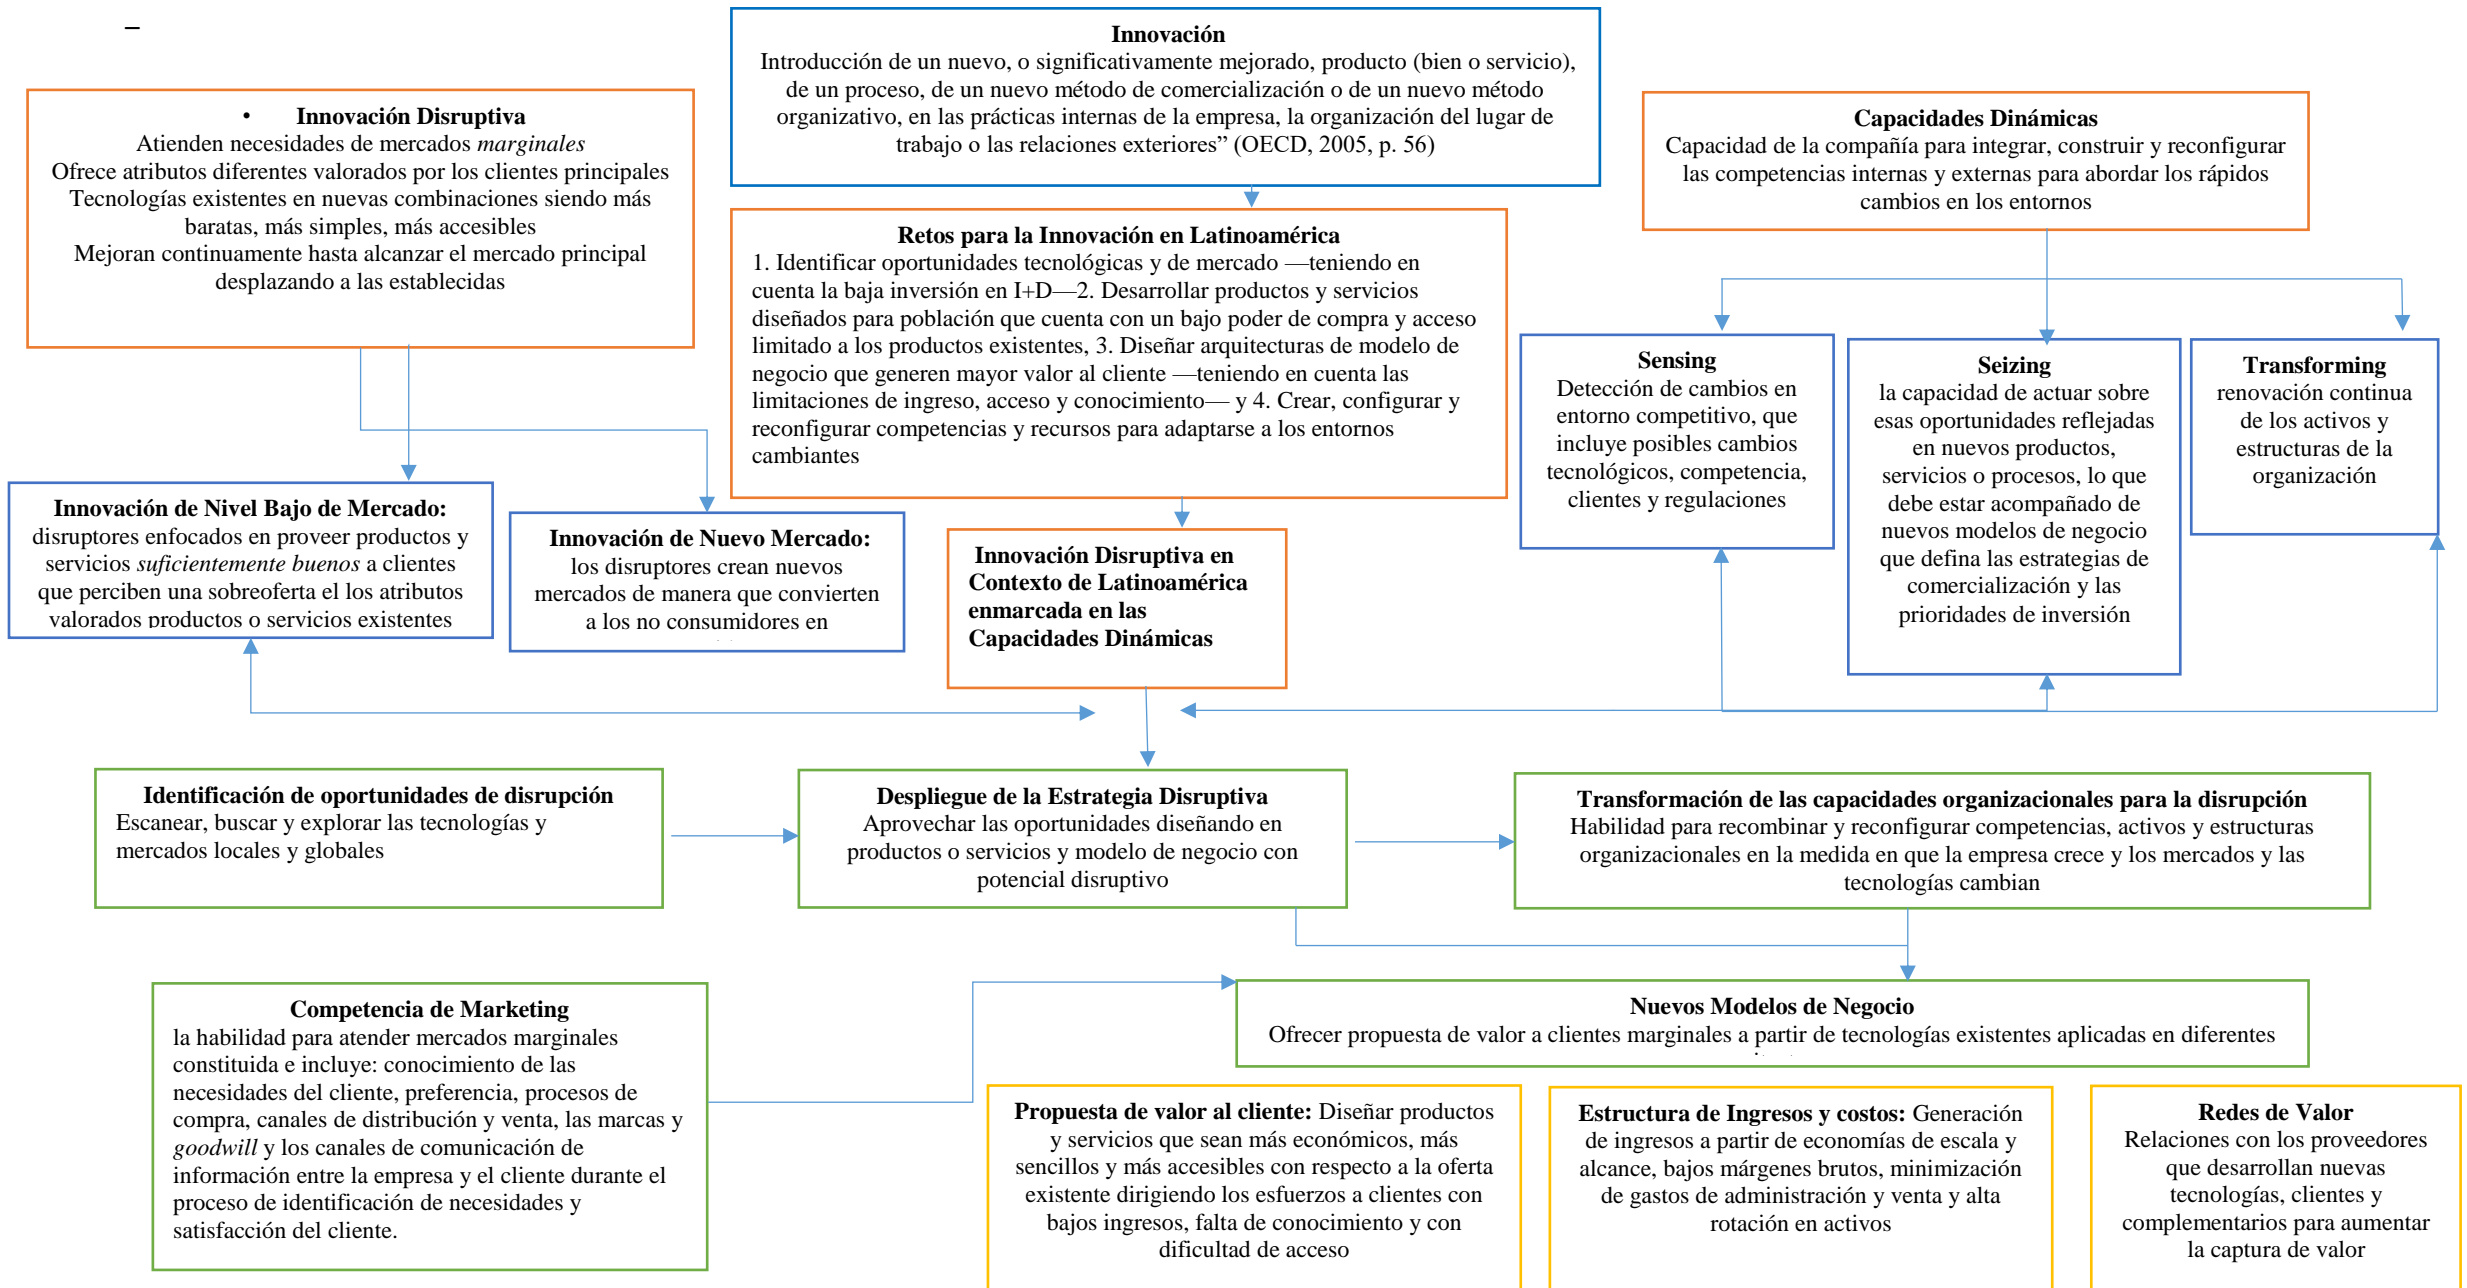 –
Innovación
Introducción de un nuevo, o significativamente mejorado, producto (bien o servicio),
de un proceso, de un nuevo método de comercialización o de un nuevo método
organizativo, en las prácticas internas de la empresa, la organización del lugar de
trabajo o las relaciones exteriores” (OECD, 2005, p. 56)
• Innovación Disruptiva
Atienden necesidades de mercados marginales
Ofrece atributos diferentes valorados por los clientes principales
Tecnologías existentes en nuevas combinaciones siendo más
baratas, más simples, más accesibles
Mejoran continuamente hasta alcanzar el mercado principal
desplazando a las establecidas
Capacidades Dinámicas
Capacidad de la compañía para integrar, construir y reconfigurar
las competencias internas y externas para abordar los rápidos
cambios en los entornos
Retos para la Innovación en Latinoamérica
1. Identificar oportunidades tecnológicas y de mercado —teniendo en
cuenta la baja inversión en I+D—2. Desarrollar productos y servicios
diseñados para población que cuenta con un bajo poder de compra y acceso
limitado a los productos existentes, 3. Diseñar arquitecturas de modelo de
negocio que generen mayor valor al cliente —teniendo en cuenta las
limitaciones de ingreso, acceso y conocimiento— y 4. Crear, configurar y
reconfigurar competencias y recursos para adaptarse a los entornos
cambiantes
Sensing
Detección de cambios en
entorno competitivo, que
incluye posibles cambios
tecnológicos, competencia,
clientes y regulaciones
Seizing
la capacidad de actuar sobre
esas oportunidades reflejadas
en nuevos productos,
servicios o procesos, lo que
debe estar acompañado de
nuevos modelos de negocio
que defina las estrategias de
comercialización y las
prioridades de inversión
Transforming
renovación continua
de los activos y
estructuras de la
organización
Innovación de Nivel Bajo de Mercado:
disruptores enfocados en proveer productos y
servicios suficientemente buenos a clientes
que perciben una sobreoferta el los atributos
valorados productos o servicios existentes
Innovación de Nuevo Mercado:
los disruptores crean nuevos
mercados de manera que convierten
a los no consumidores en
Innovación Disruptiva en
Contexto de Latinoamérica
enmarcada en las
Capacidades Dinámicas
Identificación de oportunidades de disrupción
Escanear, buscar y explorar las tecnologías y
mercados locales y globales
Despliegue de la Estrategia Disruptiva
Aprovechar las oportunidades diseñando en
productos o servicios y modelo de negocio con
potencial disruptivo
Transformación de las capacidades organizacionales para la disrupción
Habilidad para recombinar y reconfigurar competencias, activos y estructuras
organizacionales en la medida en que la empresa crece y los mercados y las
tecnologías cambian
Competencia de Marketing
la habilidad para atender mercados marginales
constituida e incluye: conocimiento de las
necesidades del cliente, preferencia, procesos de
compra, canales de distribución y venta, las marcas y
goodwill y los canales de comunicación de
información entre la empresa y el cliente durante el
proceso de identificación de necesidades y
satisfacción del cliente.
Nuevos Modelos de Negocio
Ofrecer propuesta de valor a clientes marginales a partir de tecnologías existentes aplicadas en diferentes
Propuesta de valor al cliente: Diseñar productos
y servicios que sean más económicos, más
sencillos y más accesibles con respecto a la oferta
existente dirigiendo los esfuerzos a clientes con
bajos ingresos, falta de conocimiento y con
dificultad de acceso
Estructura de Ingresos y costos: Generación
de ingresos a partir de economías de escala y
alcance, bajos márgenes brutos, minimización
de gastos de administración y venta y alta
rotación en activos
Redes de Valor
Relaciones con los proveedores
que desarrollan nuevas
tecnologías, clientes y
complementarios para aumentar
la captura de valor